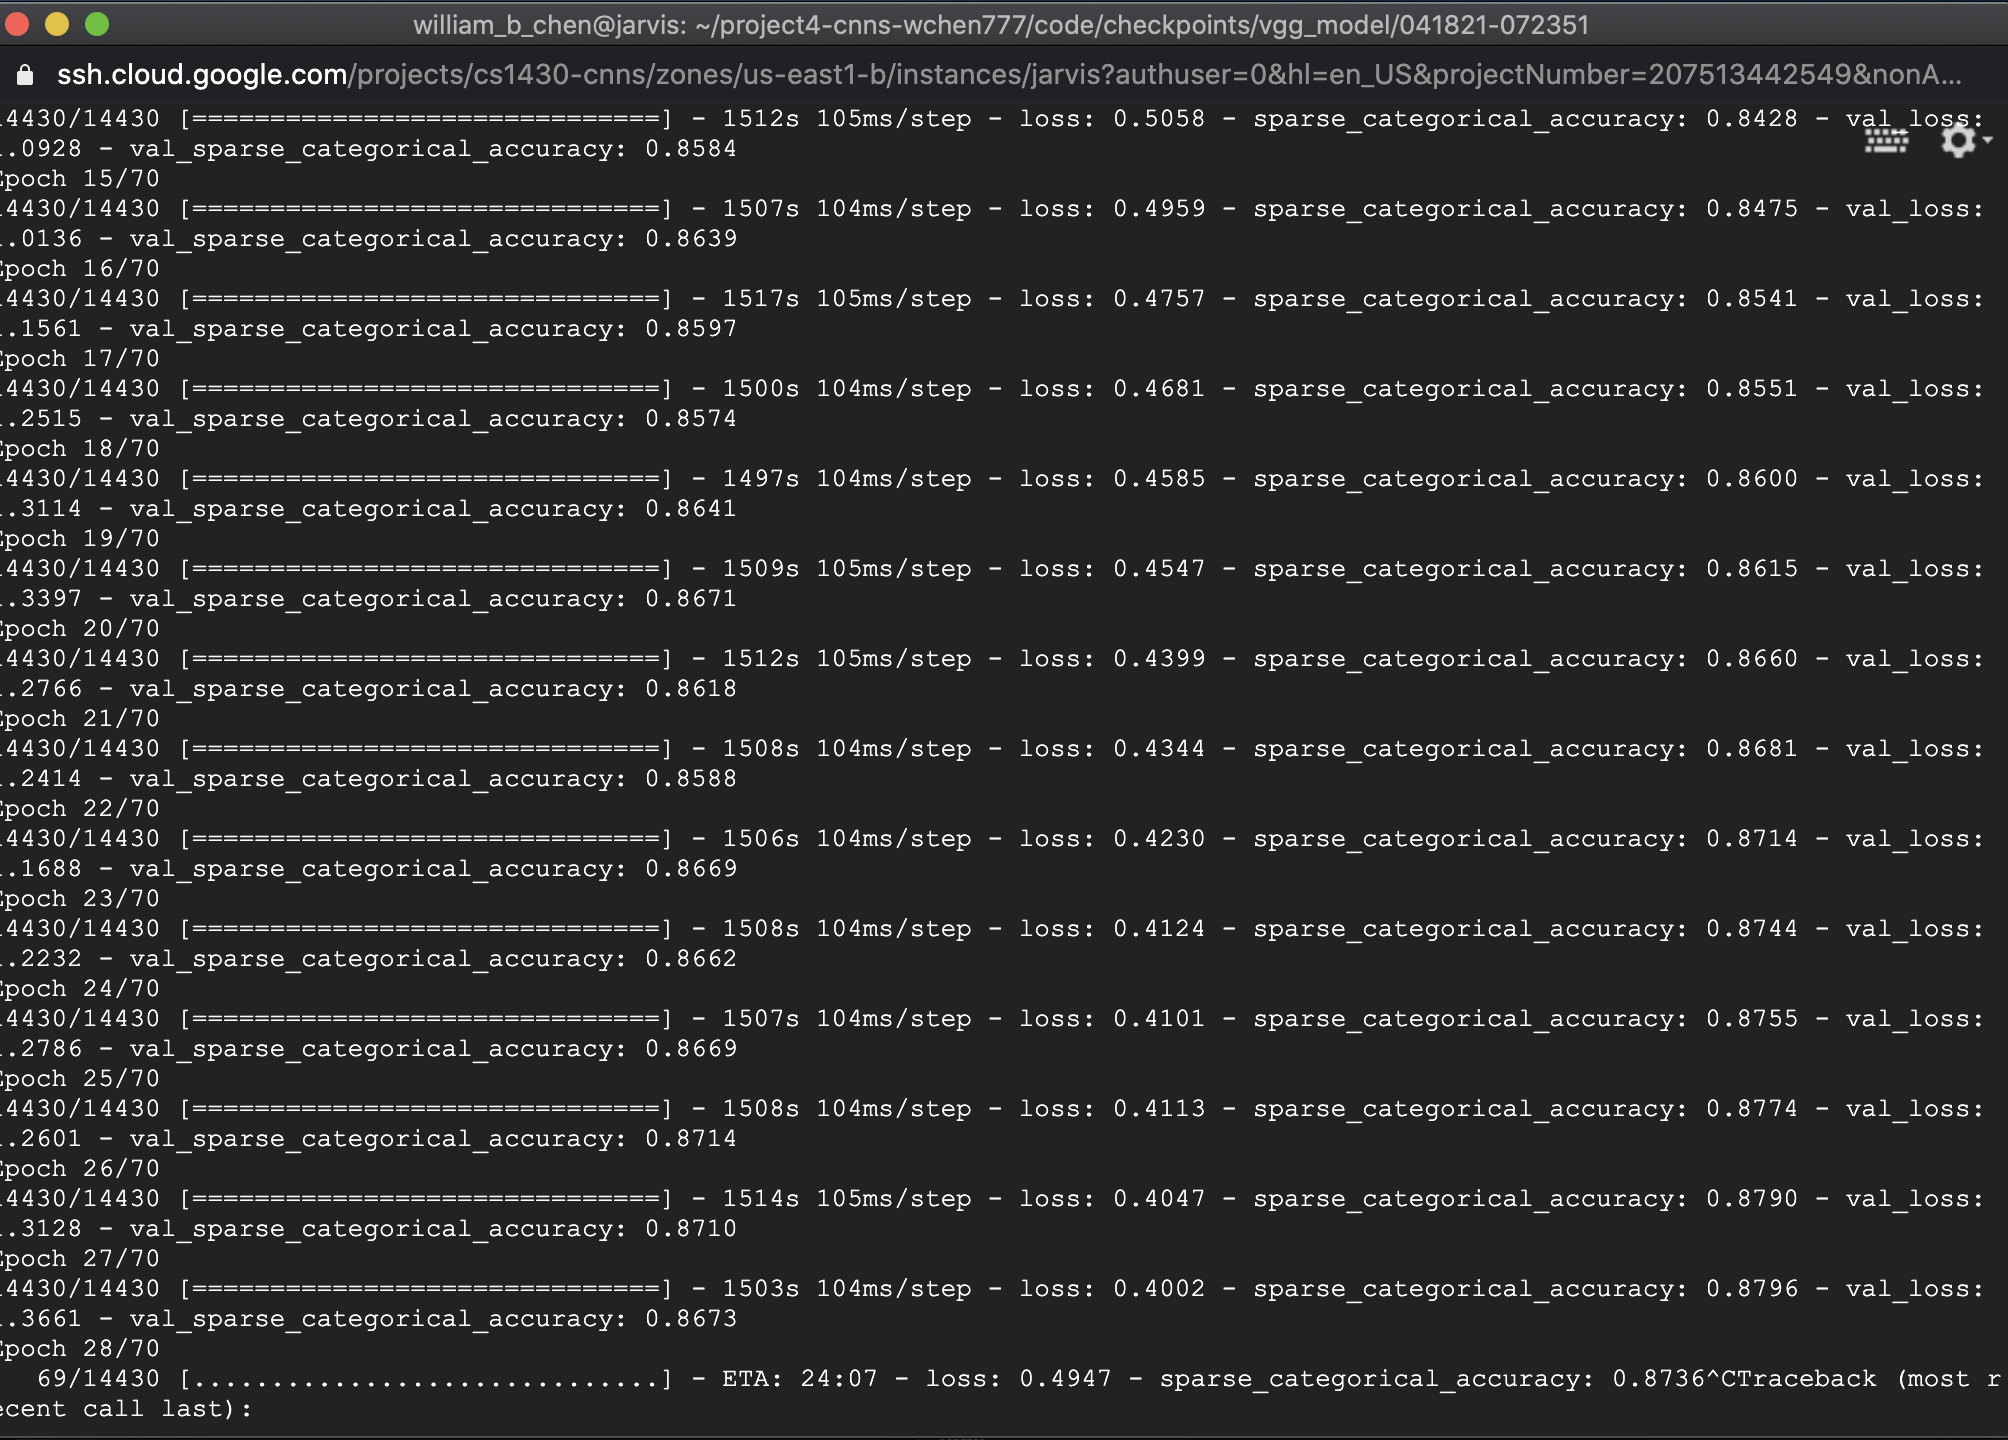 william_b_chen@jarvis: ~/project4-cnns-wchen777/code/checkpoints/vgg_model/041821-072351
ssh.cloud.google.com/projects/cs1430-cnns/zones/us-east1-b/instances/jarvis?authuser=0&hl=en_US&projectNumber=207513442549&nonA...
4430/14430 [==============================] - 1512s 105ms/step - loss: 0.5058 - sparse_categorical_accuracy: 0.8428 - val_loss:
.0928 - val_sparse_categorical_accuracy: 0.8584
Epoch 15/70
4430/14430 [==============================] - 1507s 104ms/step - loss: 0.4959 - sparse_categorical_accuracy: 0.8475 - val_loss:
.0136 - val_sparse_categorical_accuracy: 0.8639
Epoch 16/70
4430/14430 [==============================] - 1517s 105ms/step - loss: 0.4757 - sparse_categorical_accuracy: 0.8541 - val_loss:
.1561 - val_sparse_categorical_accuracy: 0.8597
Epoch 17/70
4430/14430 [==============================] - 1500s 104ms/step - loss: 0.4681 - sparse_categorical_accuracy: 0.8551 - val_loss:
.2515 - val_sparse_categorical_accuracy: 0.8574
Epoch 18/70
4430/14430 [==============================] - 1497s 104ms/step - loss: 0.4585 - sparse_categorical_accuracy: 0.8600 - val_loss:
.3114 - val_sparse_categorical_accuracy: 0.8641
Epoch 19/70
4430/14430 [==============================] - 1509s 105ms/step - loss: 0.4547 - sparse_categorical_accuracy: 0.8615 - val_loss:
.3397 - val_sparse_categorical_accuracy: 0.8671
Epoch 20/70
4430/14430 [==============================] - 1512s 105ms/step - loss: 0.4399 - sparse_categorical_accuracy: 0.8660 - val_loss:
.2766 - val_sparse_categorical_accuracy: 0.8618
Epoch 21/70
4430/14430 [==============================] - 1508s 104ms/step - loss: 0.4344 - sparse_categorical_accuracy: 0.8681 - val_loss:
.2414 - val_sparse_categorical_accuracy: 0.8588
Epoch 22/70
4430/14430 [==============================] - 1506s 104ms/step - loss: 0.4230 - sparse_categorical_accuracy: 0.8714 - val_loss:
.1688 - val_sparse_categorical_accuracy: 0.8669
Epoch 23/70
4430/14430 [==============================] - 1508s 104ms/step - loss: 0.4124 - sparse_categorical_accuracy: 0.8744 - val_loss:
.2232 - val_sparse_categorical_accuracy: 0.8662
Epoch 24/70
4430/14430 [==============================] - 1507s 104ms/step - loss: 0.4101 - sparse_categorical_accuracy: 0.8755 - val_loss:
.2786 - val_sparse_categorical_accuracy: 0.8669
Epoch 25/70
4430/14430 [==============================] - 1508s 104ms/step - loss: 0.4113 - sparse_categorical_accuracy: 0.8774 - val_loss:
.2601 - val_sparse_categorical_accuracy: 0.8714
Epoch 26/70
4430/14430 [==============================] - 1514s 105ms/step - loss: 0.4047 - sparse_categorical_accuracy: 0.8790 - val_loss:
.3128 - val_sparse_categorical_accuracy: 0.8710
Epoch 27/70
4430/14430 [==============================] - 1503s 104ms/step - loss: 0.4002 - sparse_categorical_accuracy: 0.8796 - val_loss:
.3661 - val_sparse_categorical_accuracy: 0.8673
Epoch 28/70
69/14430 [..............................] - ETA: 24:07 - loss: 0.4947 - sparse_categorical_accuracy: 0.8736^CTraceback (most r
ecent call last):